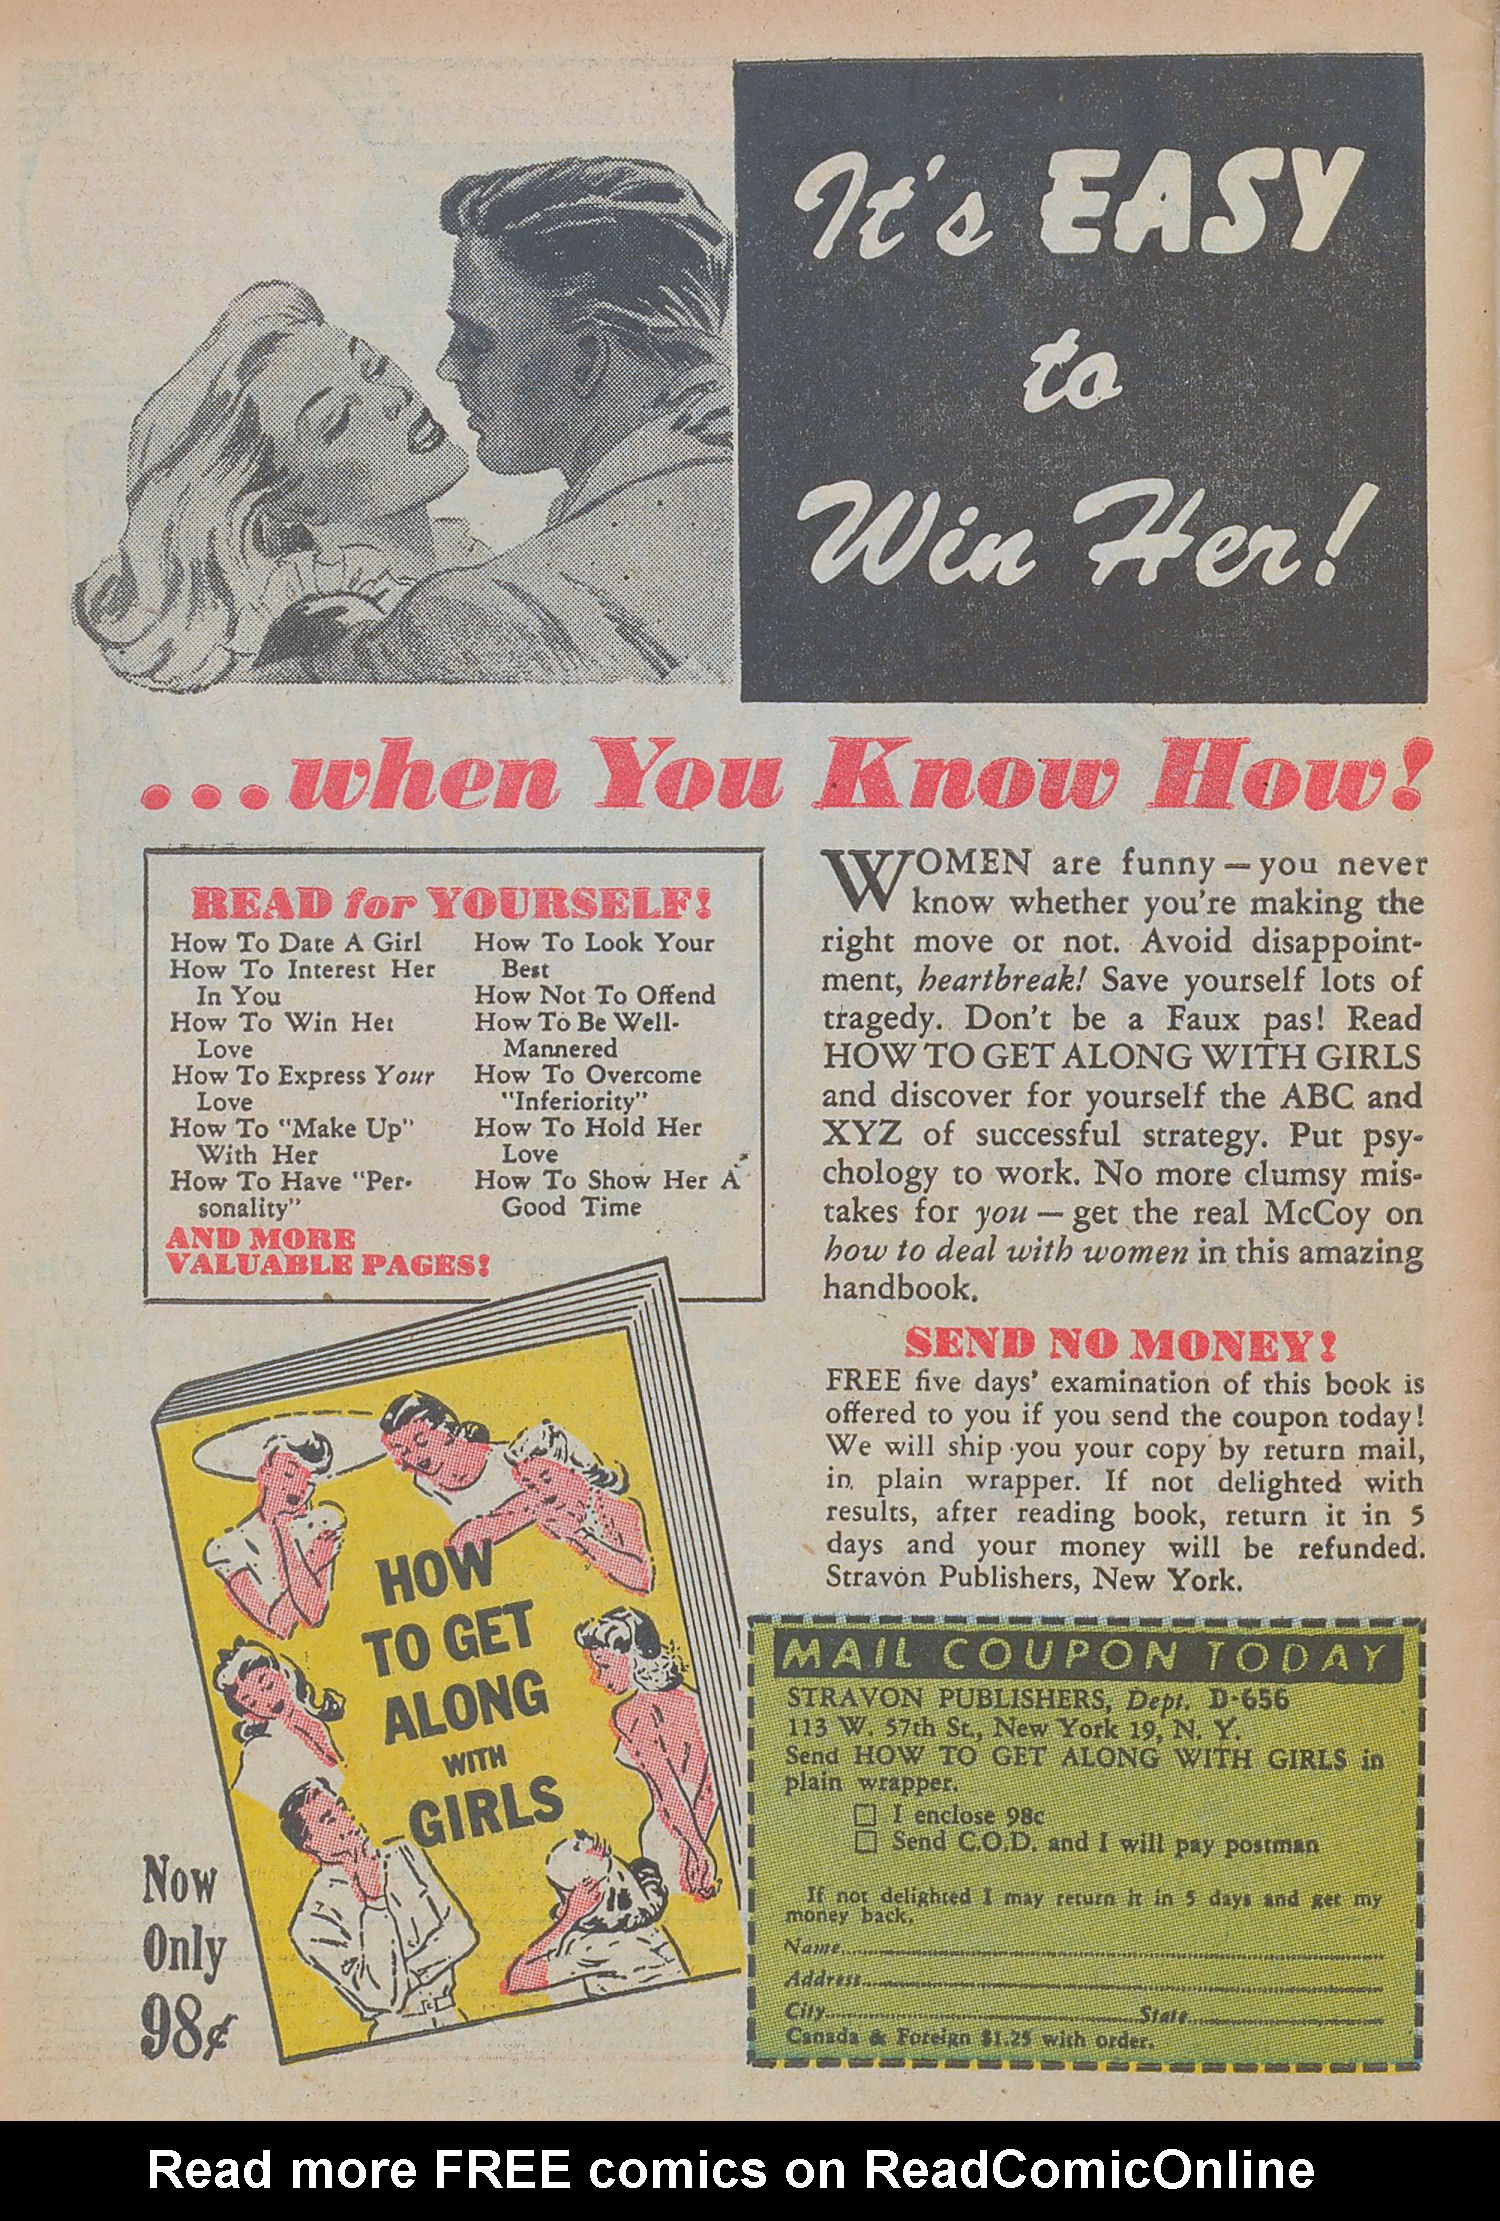 It's EASY
to
Win Her!
...when You Know How!
READ for YOURSELF!
How To Date A Girl
How To Interest Her
In You
How To Win Her
Love
How To Express Your
Love
How To "Make Up"
With Her
How To Have "Per-
sonality"
How To Look Your
Best
How Not To Offend
How To Be Well-
Mannered
How To Overcome
"Inferiority"
How To Hold Her
Love
How To Show Her A
Good Time
AND MORE
VALUABLE PAGES!
WOMEN are funny — you never
know whether you're making the
right move or not. Avoid disappoint-
ment, heartbreak! Save yourself lots of
tragedy. Don't be a Faux pas! Read
HOW TO GET ALONG WITH GIRLS
and discover for yourself the ABC and
XYZ of successful strategy. Put psy-
chology to work. No more clumsy mis-
takes for you — get the real McCoy on
how to deal with women in this amazing
handbook.
SEND NO MONEY!
FREE five days' examination of this book is
offered to you if you send the coupon today!
We will ship you your copy by return mail,
in plain wrapper. If not delighted with
results, after reading book, return it in 5
days and your money will be refunded.
Stravon Publishers, New York.
HOW
TO GET
ALONG
WITH
GIRLS
Now
Only
98¢
MAIL COUPON TODAY
STRAVON PUBLISHERS, Dept. D-656
113 W. 57th St., New York 19, N. Y.
Send HOW TO GET ALONG WITH GIRLS in
plain wrapper.
☐ I enclose 98c
☐ Send C.O.D. and I will pay postman
If not delighted I may return it in 5 days and get my
money back.
Name
Address
City State
Canada & Foreign $1.25 with order.
Read more FREE comics on ReadComicOnline